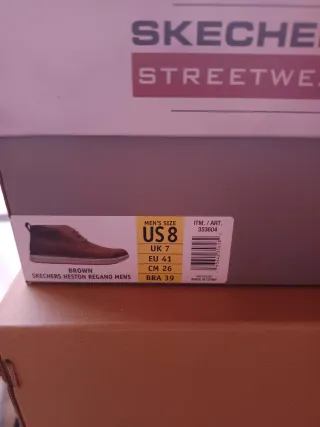 SKECHE
STREETWE
MEN'S SIZE
US 8
UK 7
EU 41
CM 26
BRA 39
ITM. / ART.
353604
BROWN
SKECHERS HESTON REGANO MENS